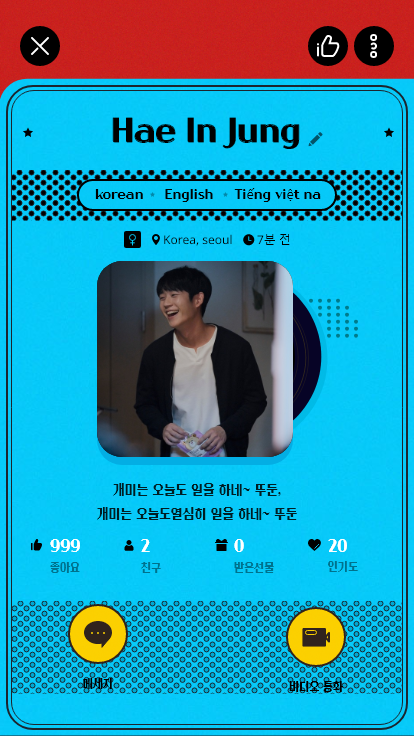 Hae In Jung
korean • English • Tiếng việt na
Korea, seoul 7분 전
개미는 오늘도 일을 하네~ 뚜둔,
개미는 오늘도열심히 일을 하네~ 뚜둔
999 2 0 20
좋아요 친구 받은선물 인기도
메세지 비디오 통화